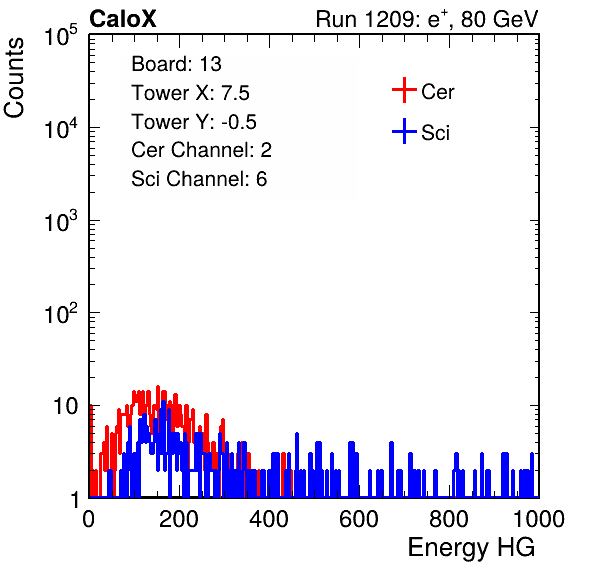 CaloX Run 1209: e⁺, 80 GeV
Counts
Board: 13
Tower X: 7.5
Tower Y: -0.5
Cer Channel: 2
Sci Channel: 6
Cer
Sci
10⁵
10⁴
10³
10²
10
1
0 200 400 600 800 1000
Energy HG